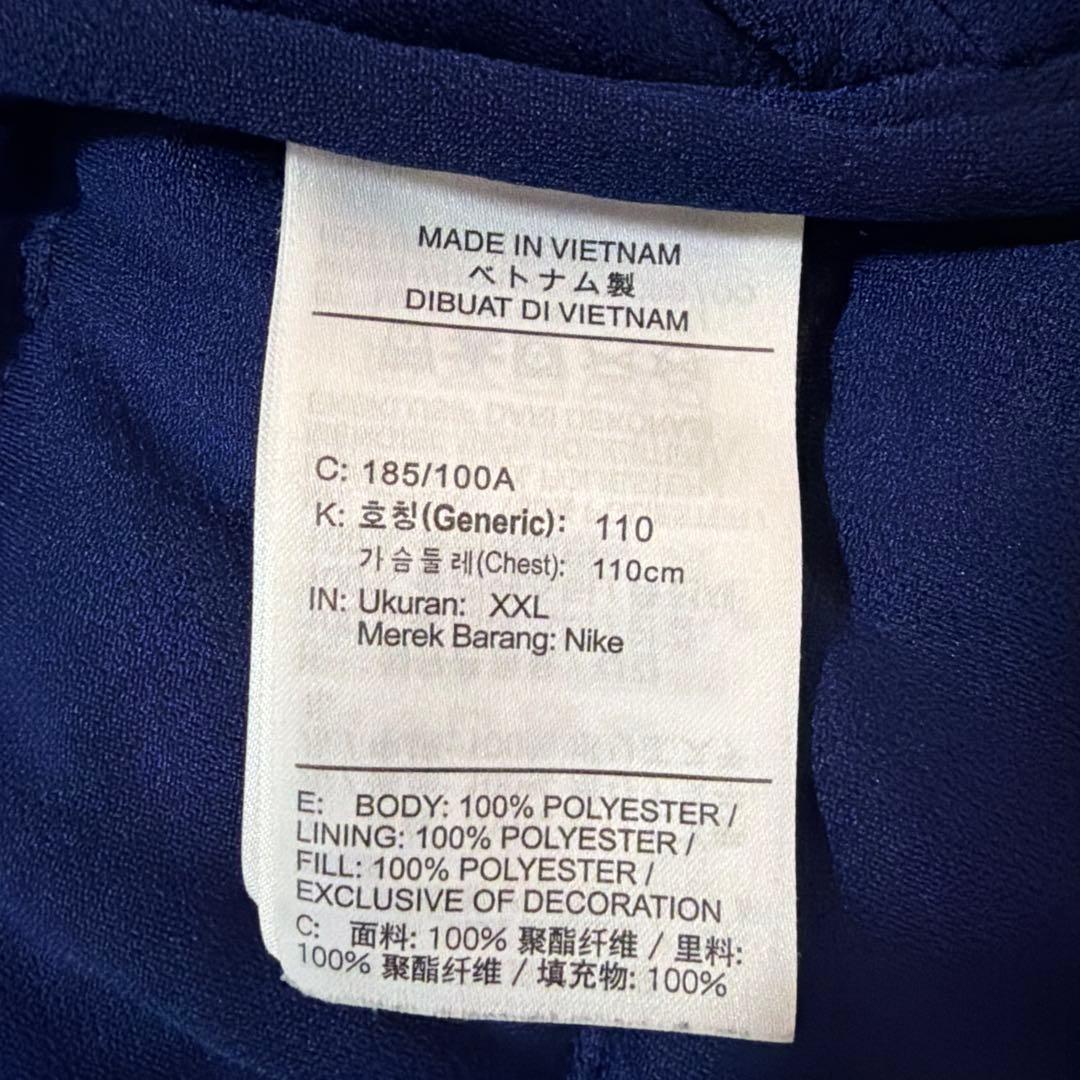 MADE IN VIETNAM
ベトナム製
DIBUAT DI VIETNAM
C: 185/100A
K: 호칭(Generic): 110
가슴둘레(Chest): 110cm
IN: Ukuran: XXL
Merek Barang: Nike
E: BODY: 100% POLYESTER /
LINING: 100% POLYESTER /
FILL: 100% POLYESTER /
EXCLUSIVE OF DECORATION
C: 面料: 100% 聚酯纤维 / 里料:
100% 聚酯纤维 / 填充物: 100%